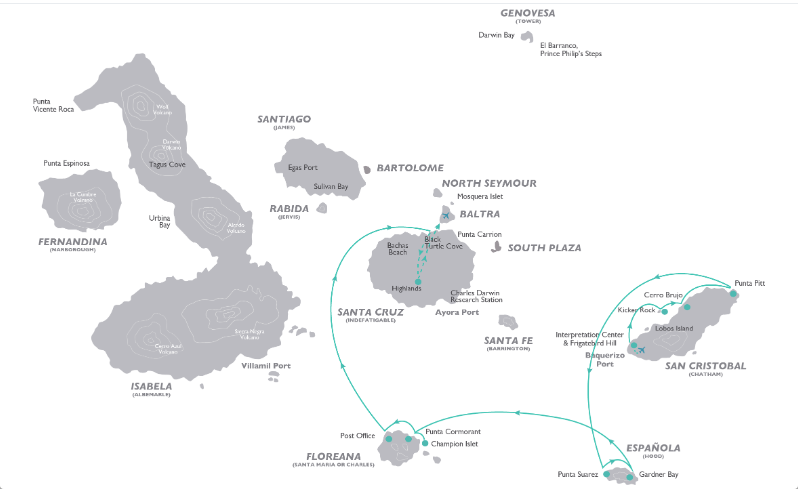 GENOVESA
(TOWER)
Darwin Bay
El Barranco,
Prince Philip's Steps
Punta
Vicente Roca
Wolf
Volcano
Darwin
Volcano
Tagus Cove
SANTIAGO
(JAMES)
Egas Port
Sulivan Bay
BARTOLOME
Punta Espinosa
La Cumbre
Volcano
FERNANDINA
(NARBOROUGH)
Urbina
Bay
Alcedo
Volcano
RABIDA
(JERVIS)
NORTH SEYMOUR
Mosquera Islet
BALTRA
Punta Carrion
Black
Turtle Cove
Bachas
Beach
SOUTH PLAZA
Highlands
Charles Darwin
Research Station
SANTA CRUZ
(INDEFATIGABLE)
Ayora Port
SANTA FE
(BARRINGTON)
Punta Pitt
Cerro Brujo
Kicker Rock
Lobos Island
Interpretation Center
& Frigatebird Hill
Baquerizo
Port
SAN CRISTOBAL
(CHATHAM)
Sierra Negra
Volcano
Cerro Azul
Volcano
Villamil Port
ISABELA
(ALBEMARLE)
Post Office
Punta Cormorant
Champion Islet
FLOREANA
(SANTA MARIA OR CHARLES)
ESPAÑOLA
(HOOD)
Punta Suarez
Gardner Bay